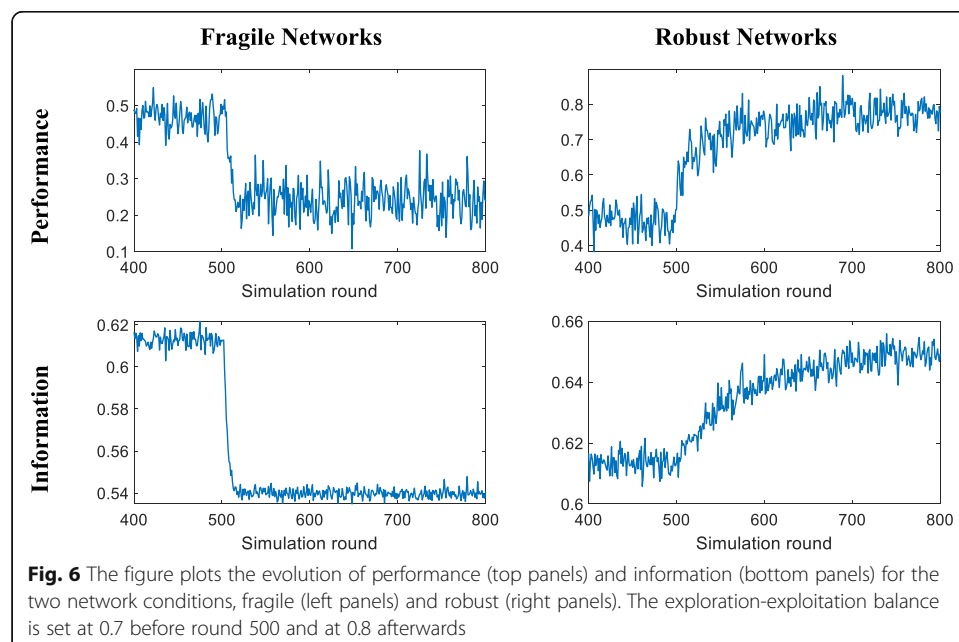 Fragile Networks
Robust Networks
Performance
0.5
0.4
0.3
0.2
0.1
400 500 600 700 800
Simulation round
0.8
0.7
0.6
0.5
0.4
400 500 600 700 800
Simulation round
Information
0.62
0.6
0.58
0.56
0.54
400 500 600 700 800
Simulation round
0.66
0.64
0.62
0.6
400 500 600 700 800
Simulation round
Fig. 6 The figure plots the evolution of performance (top panels) and information (bottom panels) for the
two network conditions, fragile (left panels) and robust (right panels). The exploration-exploitation balance
is set at 0.7 before round 500 and at 0.8 afterwards